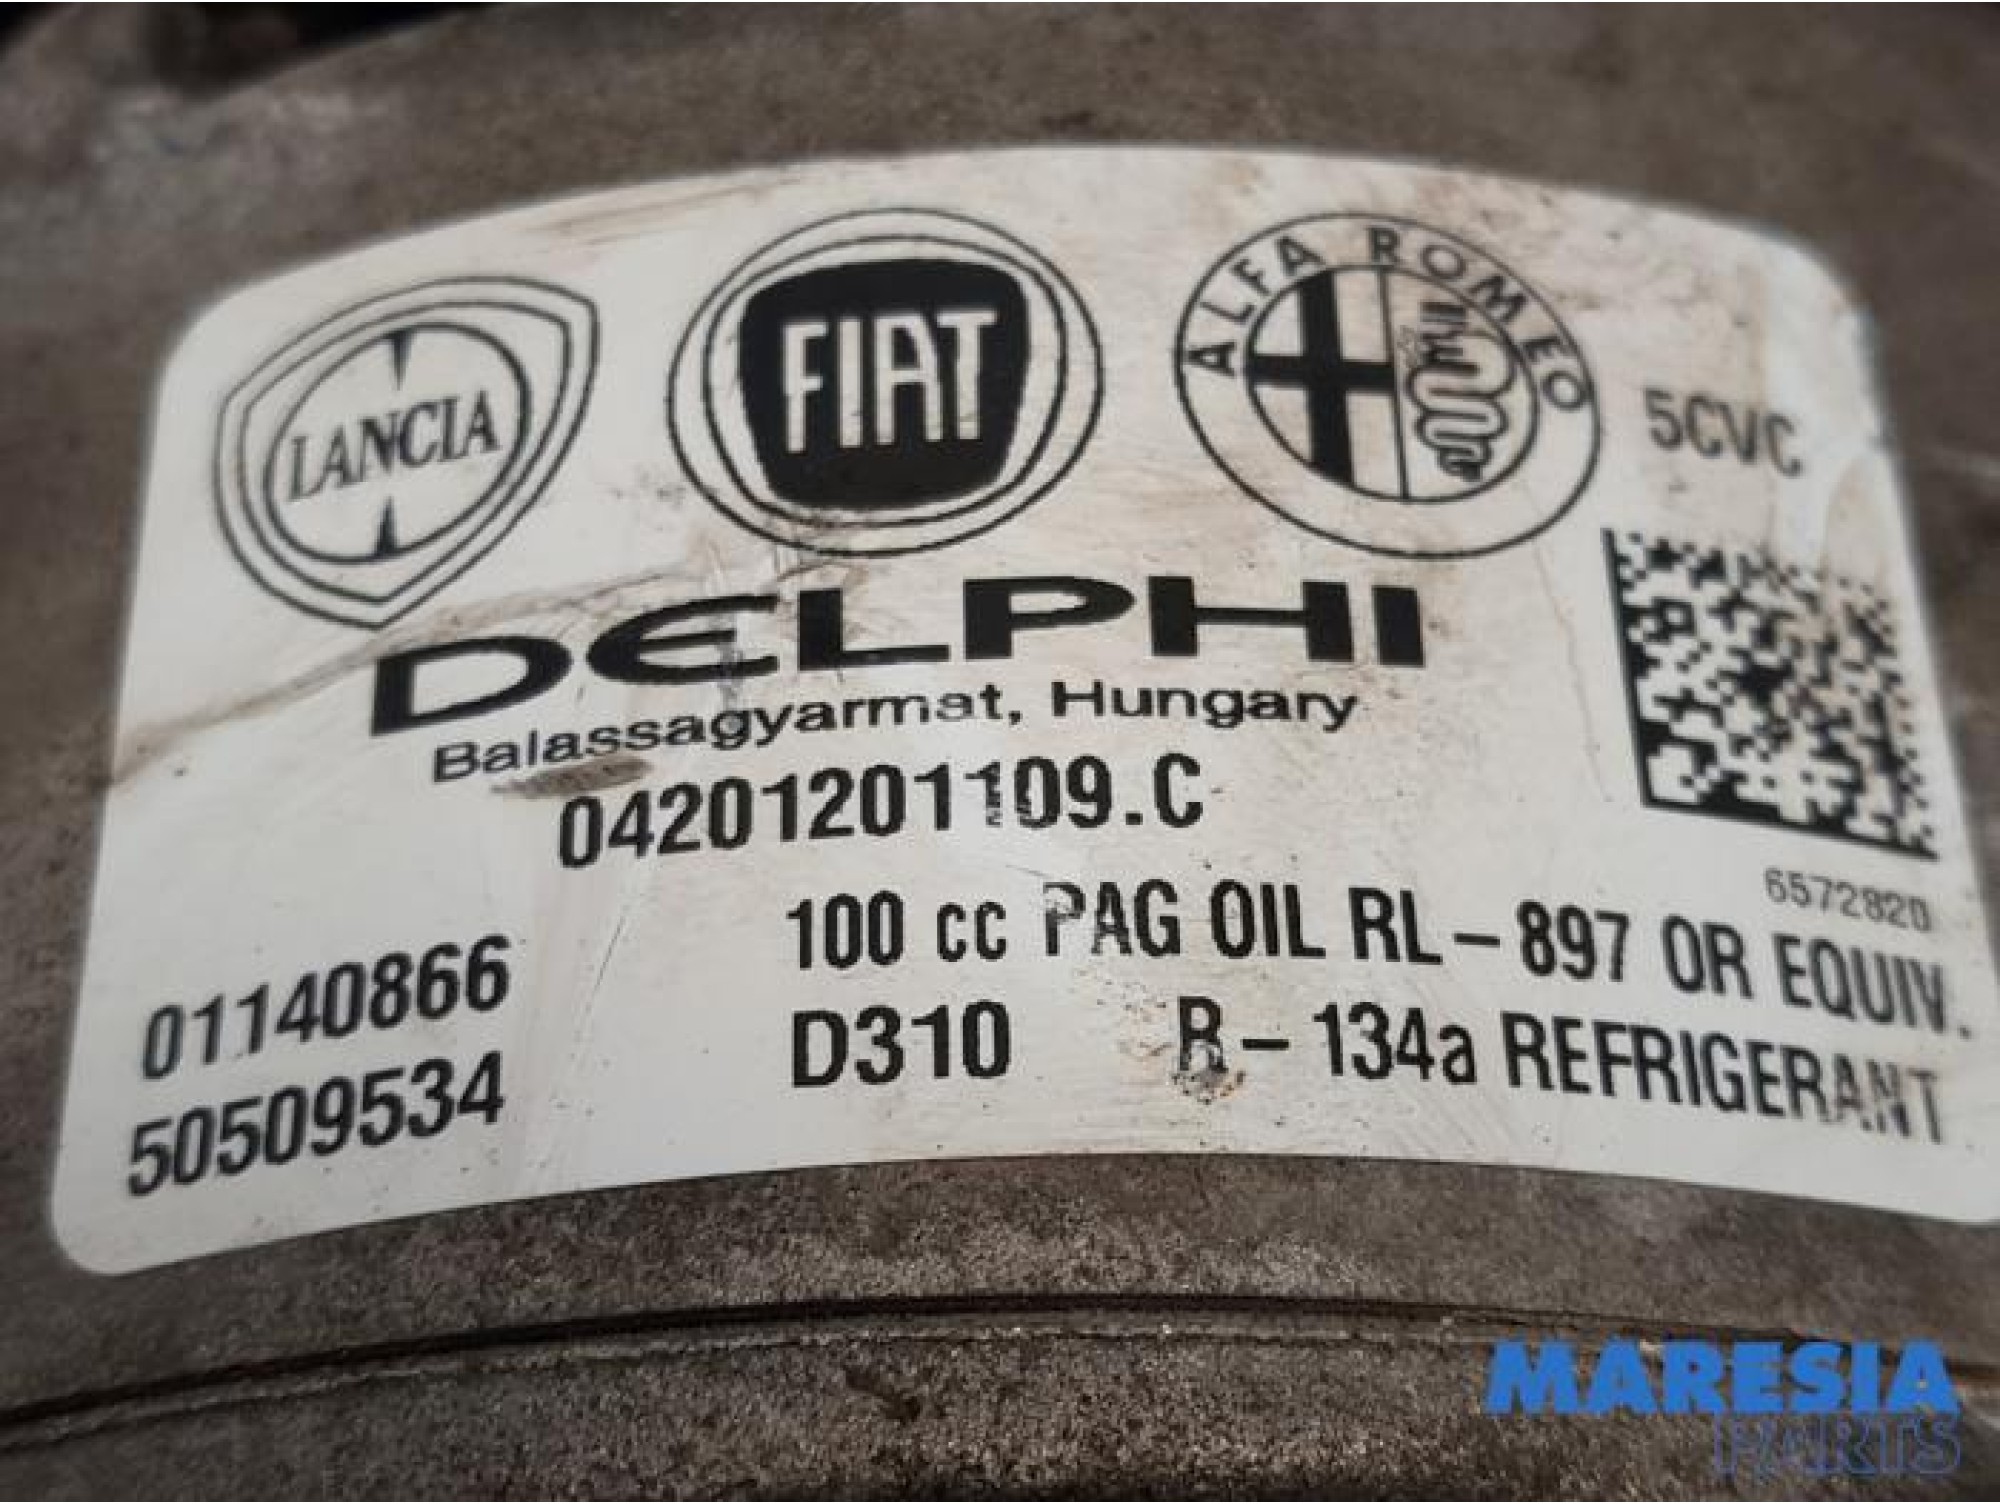 LANCIA
FIAT
ALFA ROMEO
5CVC
DELPHI
Balassagyarmat, Hungary
04201201109.C
6572820
100 cc PAG OIL RL-897 OR EQUIV.
01140866
D310 R-134a REFRIGERANT
50509534
MARESIA
PARTS